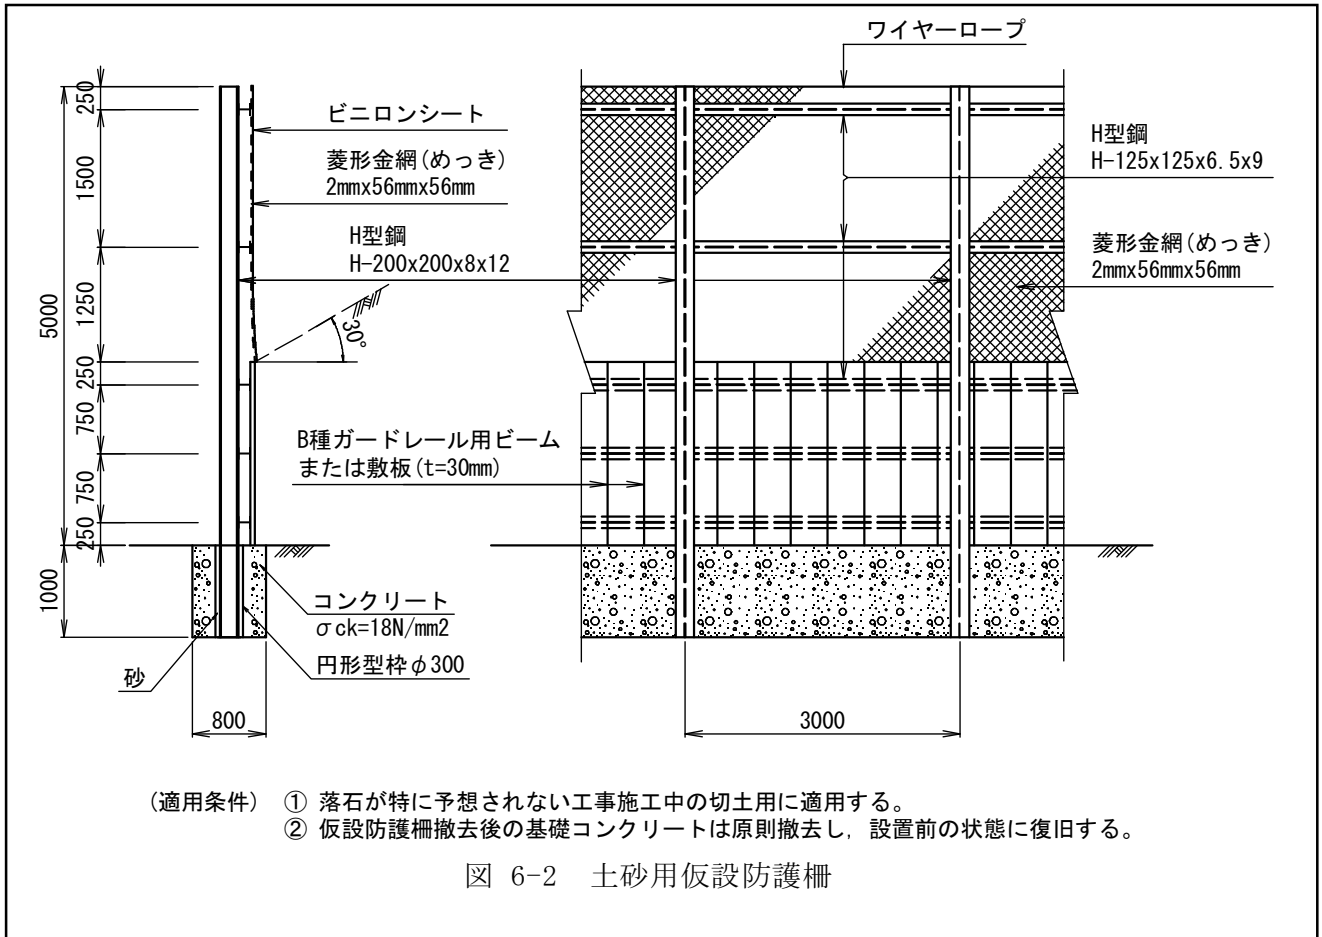 ワイヤーロープ
ビニロンシート
菱形金網(めっき)
2mmx56mmx56mm
H型鋼
H-200x200x8x12
H型鋼
H-125x125x6.5x9
菱形金網(めっき)
2mmx56mmx56mm
250
1500
1250
250
750
750
250
5000
1000
30°
B種ガードレール用ビーム
または敷板(t=30mm)
コンクリート
σck=18N/mm2
円形型枠φ300
砂
800
3000
(適用条件) ① 落石が特に予想されない工事施工中の切土用に適用する。
② 仮設防護柵撤去後の基礎コンクリートは原則撤去し，設置前の状態に復旧する。
図 6-2 土砂用仮設防護柵